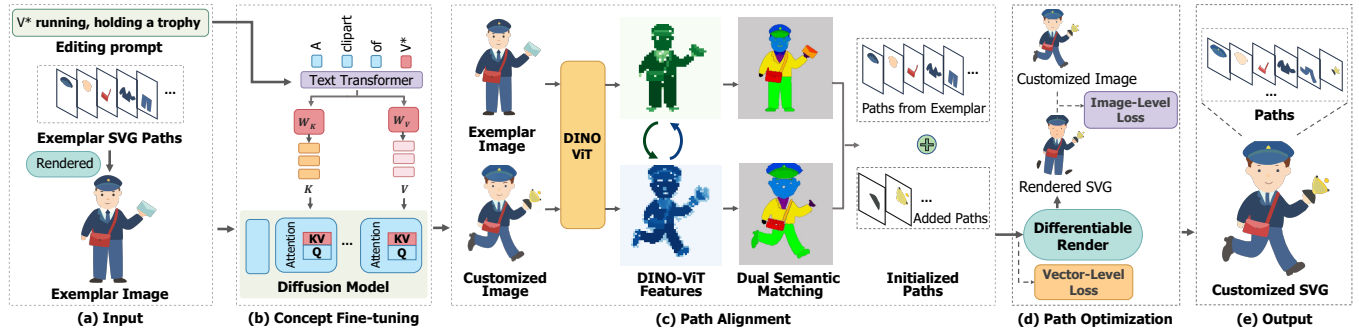 V* running, holding a trophy
Editing prompt
...
Exemplar SVG Paths
Rendered
Exemplar Image
(a) Input
A
clipart
of
V*
Text Transformer
W_K
W_V
K
V
Attention
KV
Q
...
Attention
KV
Q
Diffusion Model
(b) Concept Fine-tuning
Exemplar
Image
Customized
Image
DINO
ViT
DINO-ViT
Features
Dual Semantic
Matching
...
Paths from Exemplar
...
Added Paths
Initialized
Paths
(c) Path Alignment
Customized Image
Image-Level
Loss
Rendered SVG
Differentiable
Render
Vector-Level
Loss
(d) Path Optimization
...
Paths
Customized SVG
(e) Output